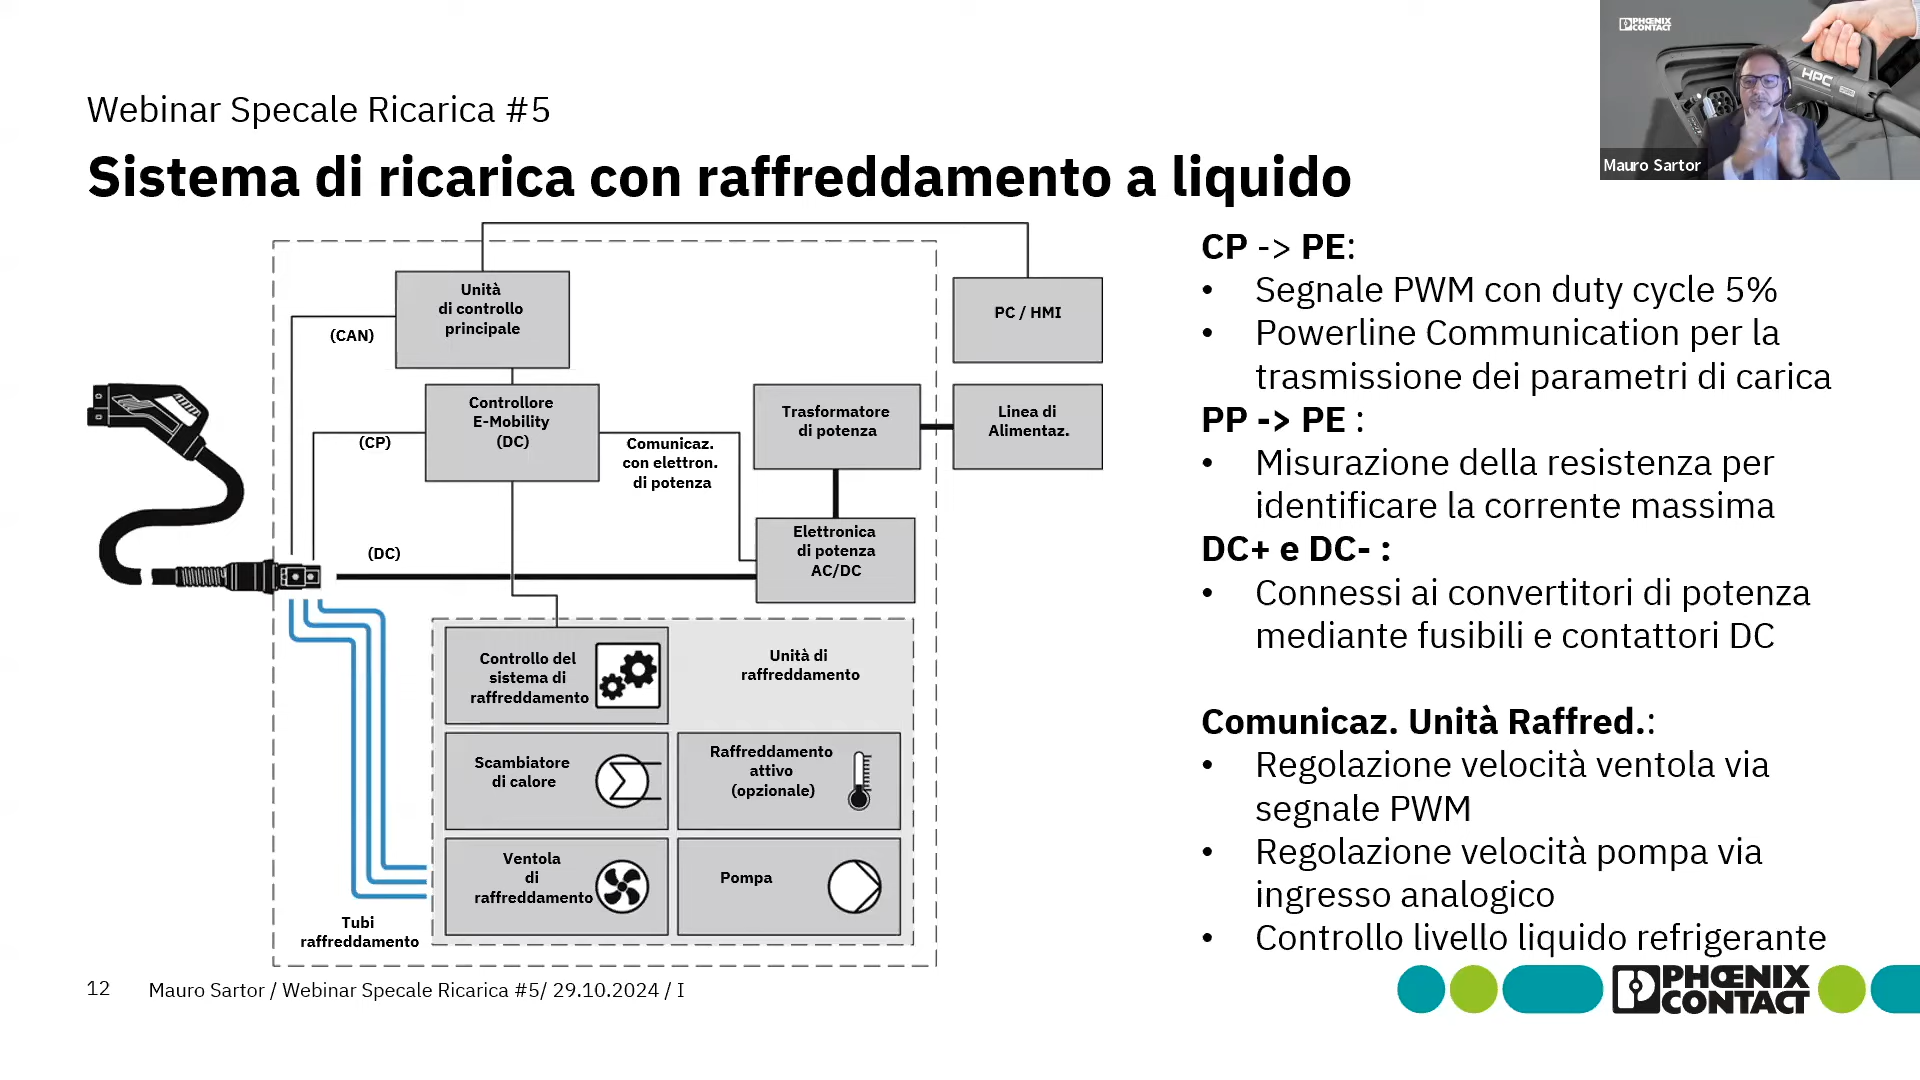 Webinar Specale Ricarica #5
Sistema di ricarica con raffreddamento a liquido
PHŒNIX
CONTACT
HPC
Mauro Sartor
Unità
di controllo
principale
(CAN)
PC / HMI
Controllore
E-Mobility
(DC)
(CP)
Comunicaz.
con elettron.
di potenza
Trasformatore
di potenza
Linea di
Alimentaz.
Elettronica
di potenza
AC/DC
(DC)
Controllo del
sistema di
raffreddamento
Unità di
raffreddamento
Scambiatore
di calore
Raffreddamento
attivo
(opzionale)
Ventola
di
raffreddamento
Pompa
Tubi
raffreddamento
CP -> PE:
• Segnale PWM con duty cycle 5%
• Powerline Communication per la
trasmissione dei parametri di carica
PP -> PE :
• Misurazione della resistenza per
identificare la corrente massima
DC+ e DC- :
• Connessi ai convertitori di potenza
mediante fusibili e contattori DC
Comunicaz. Unità Raffred.:
• Regolazione velocità ventola via
segnale PWM
• Regolazione velocità pompa via
ingresso analogico
• Controllo livello liquido refrigerante
12
Mauro Sartor / Webinar Specale Ricarica #5/ 29.10.2024 / I
PHŒNIX
CONTACT